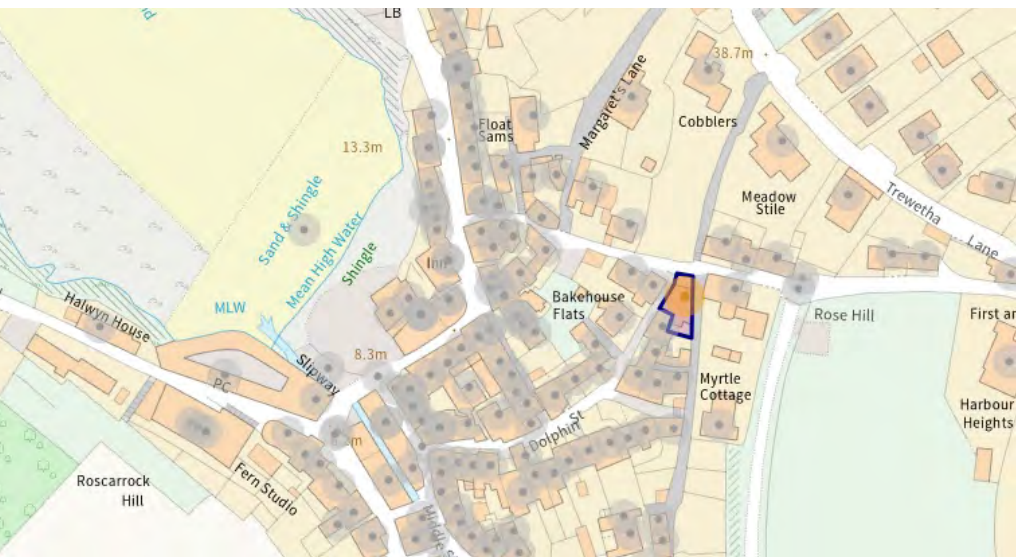 LB
38.7m
Margaret's Lane
Float
Sams
Cobblers
13.3m
Sand & Shingle
Mean High Water
Shingle
Meadow
Stile
Trewetha
Lane
Inn
MLW
Halwyn House
Bakehouse
Flats
Rose Hill
First
8.3m
Slipway
PC
Myrtle
Cottage
Harbour
Heights
Dolphin St
Fern Studio
Roscarrock
Hill
m
Middle